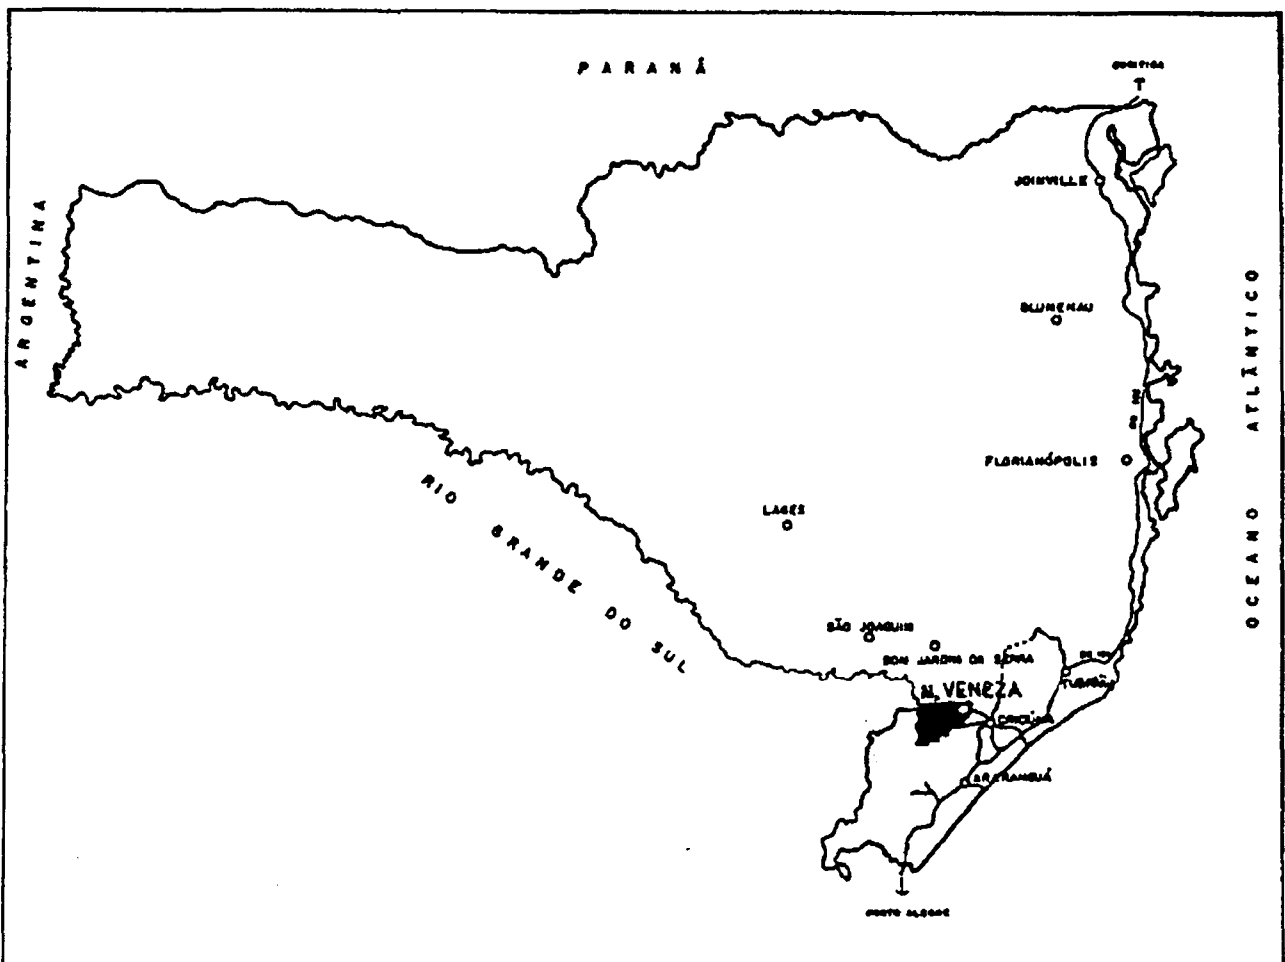 PARANÁ
CURITIBA
JOINVILLE
ARGENTINA
BLUMENAU
OCEANO ATLÂNTICO
FLORIANÓPOLIS
RIO GRANDE DO SUL
LAGES
SÃO JOAQUIM
BOM JARDIM DA SERRA
TUBARÃO
N. VENEZA
CRICIÚMA
ARARANGUÁ
PORTO ALEGRE